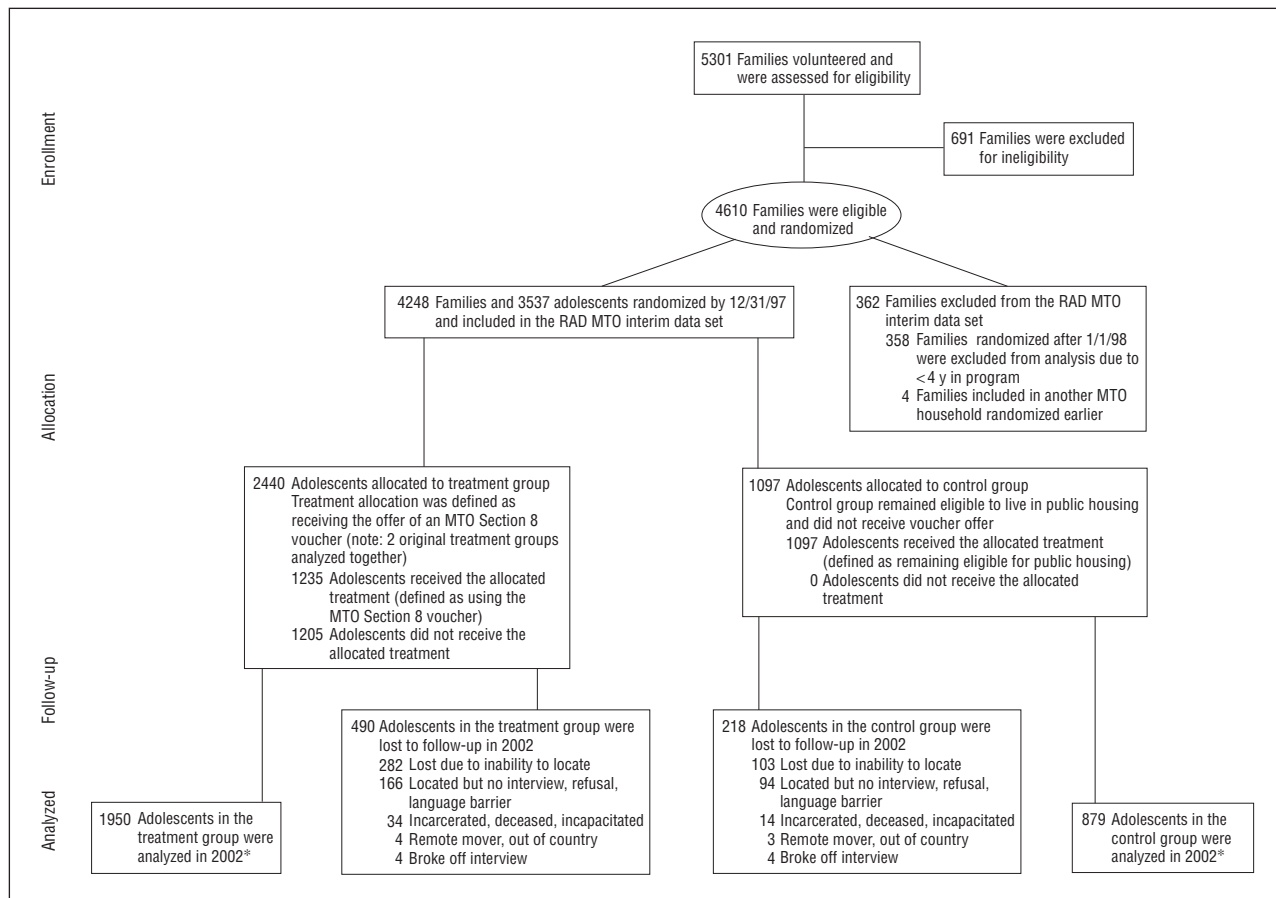 Enrollment
Allocation
Follow-up
Analyzed
5301 Families volunteered and
were assessed for eligibility
691 Families were excluded
for ineligibility
4610 Families were eligible
and randomized
4248 Families and 3537 adolescents randomized by 12/31/97
and included in the RAD MTO interim data set
362 Families excluded from the RAD MTO
interim data set
358 Families randomized after 1/1/98
were excluded from analysis due to
<4 y in program
4 Families included in another MTO
household randomized earlier
2440 Adolescents allocated to treatment group
Treatment allocation was defined as
receiving the offer of an MTO Section 8
voucher (note: 2 original treatment groups
analyzed together)
1235 Adolescents received the allocated
treatment (defined as using the
MTO Section 8 voucher)
1205 Adolescents did not receive the
allocated treatment
1097 Adolescents allocated to control group
Control group remained eligible to live in public housing
and did not receive voucher offer
1097 Adolescents received the allocated treatment
(defined as remaining eligible for public housing)
0 Adolescents did not receive the allocated
treatment
1950 Adolescents in the
treatment group were
analyzed in 2002*
490 Adolescents in the treatment group were
lost to follow-up in 2002
282 Lost due to inability to locate
166 Located but no interview, refusal,
language barrier
34 Incarcerated, deceased, incapacitated
4 Remote mover, out of country
4 Broke off interview
218 Adolescents in the control group were
lost to follow-up in 2002
103 Lost due to inability to locate
94 Located but no interview, refusal,
language barrier
14 Incarcerated, deceased, incapacitated
3 Remote mover, out of country
4 Broke off interview
879 Adolescents in the
control group were
analyzed in 2002*